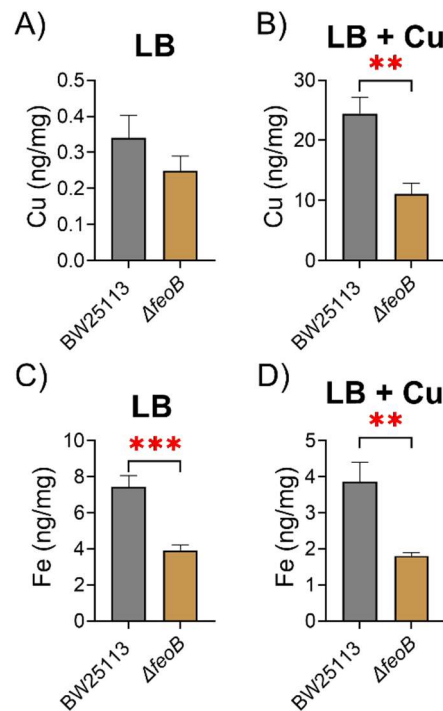 A) LB
Cu (ng/mg)
0.5
0.4
0.3
0.2
0.1
0.0
BW25113
ΔfeoB
B) LB + Cu
**
Cu (ng/mg)
30
20
10
0
BW25113
ΔfeoB
C) LB
***
Fe (ng/mg)
8
6
4
2
0
BW25113
ΔfeoB
D) LB + Cu
**
Fe (ng/mg)
5
4
3
2
1
0
BW25113
ΔfeoB